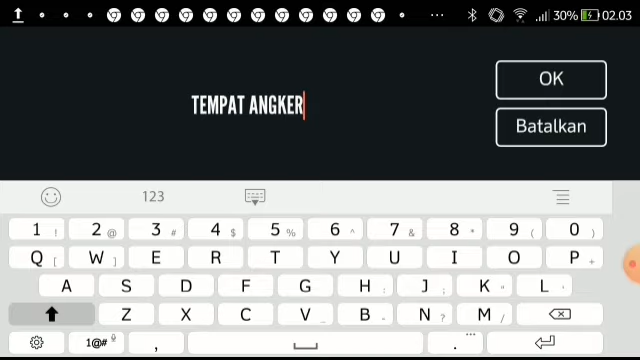 30% 02.03
TEMPAT ANGKER
OK
Batalkan
123
1 ! 2 @ 3 # 4 $ 5 % 6 ^ 7 & 8 * 9 ( 0 )
Q [ W ] E R T Y U I O P +
A S D F G H J K L
Z X C V B N ? M /
1@# , .